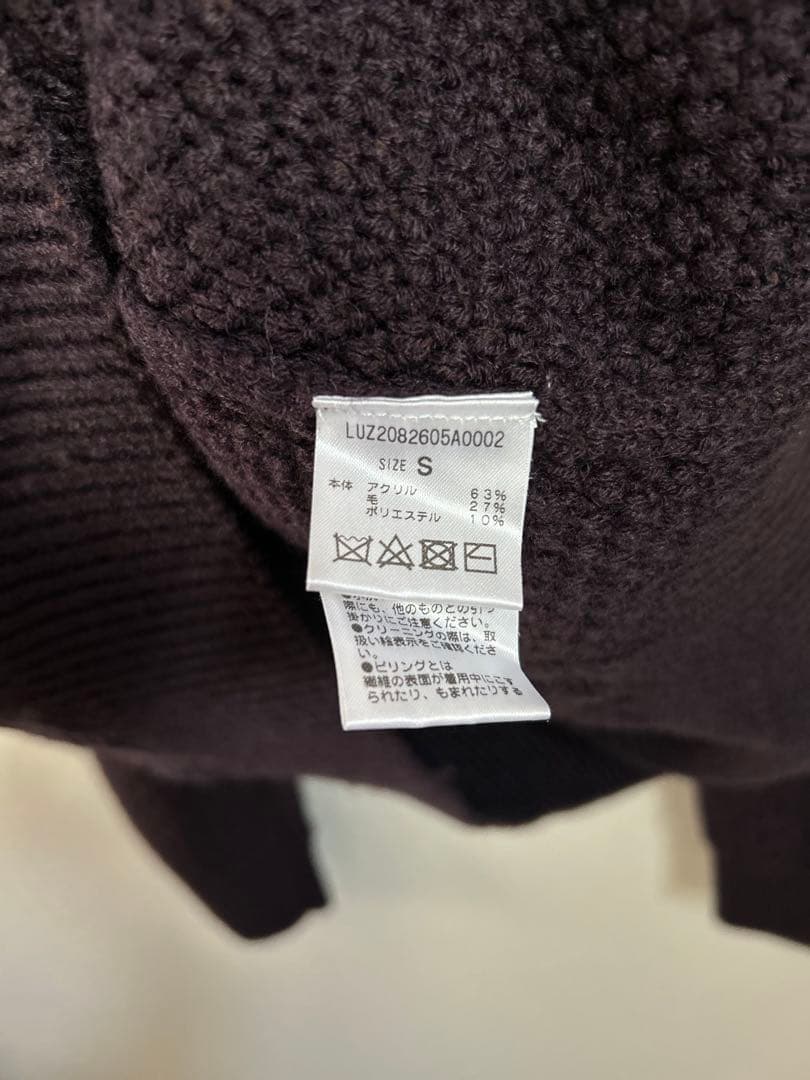 LUZ2082605A0002
SIZE S
本体 アクリル 63%
毛 27%
ポリエステル 10%
際にも、他のものとの引っ
掛かりにご注意ください。
●クリーニングの際は、取
扱い絵表示をご確認くださ
い。
●ピリングとは
繊維の表面が着用中にこす
られたり、もまれたりする